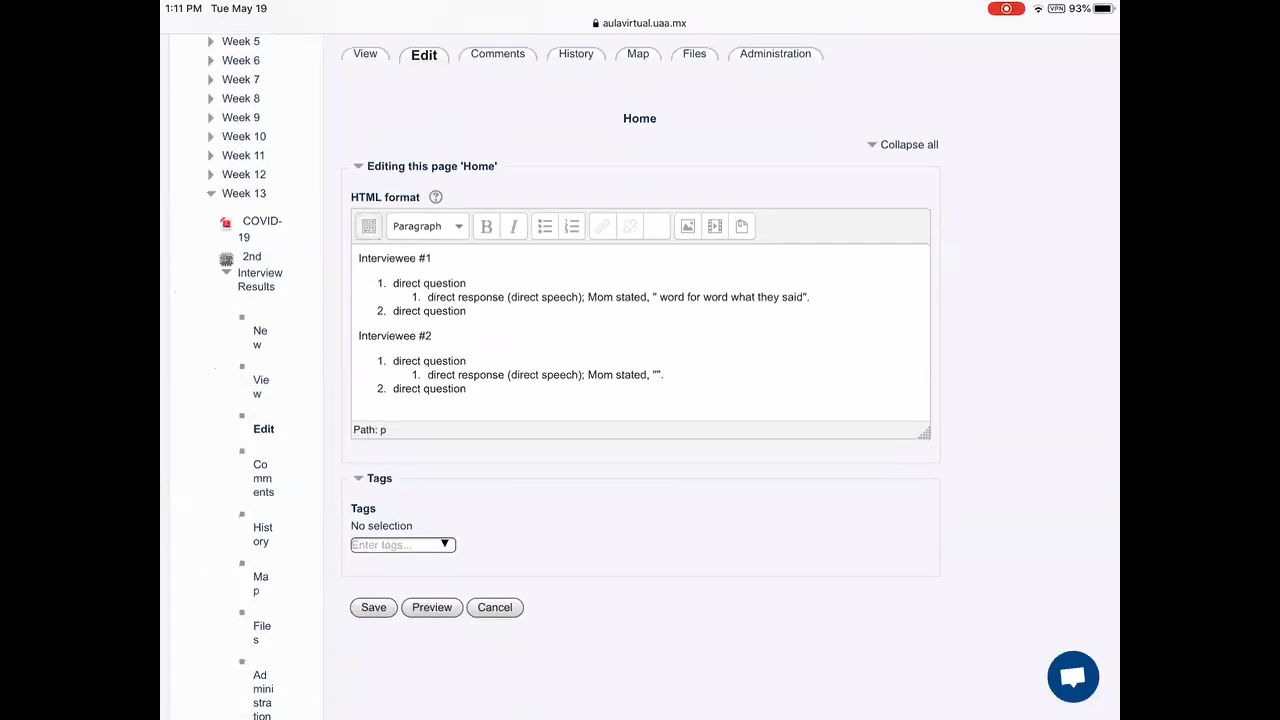 1:11 PM Tue May 19
VPN 93%
aulavirtual.uaa.mx
Week 5
Week 6
Week 7
Week 8
Week 9
Week 10
Week 11
Week 12
Week 13
COVID-
19
2nd
Interview
Results
Ne
w
Vie
w
Edit
Co
mm
ents
Hist
ory
Ma
p
File
s
Ad
mini
stra
tion
View Edit Comments History Map Files Administration
Home
Collapse all
Editing this page 'Home'
HTML format
Paragraph B I
Interviewee #1
1. direct question
1. direct response (direct speech); Mom stated, " word for word what they said".
2. direct question
Interviewee #2
1. direct question
1. direct response (direct speech); Mom stated, "".
2. direct question
Path: p
Tags
Tags
No selection
Enter tags...
Save Preview Cancel